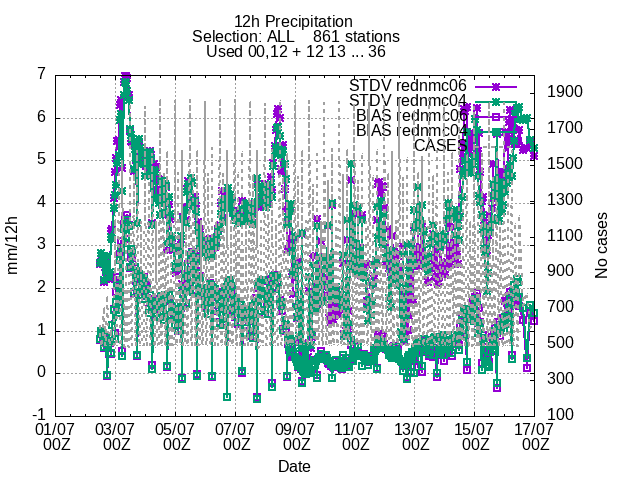 12h Precipitation
Selection: ALL    861 stations
Used 00,12 + 12 13 ... 36
STDV rednmc06
STDV rednmc04
BIAS rednmc06
BIAS rednmc04
CASES
mm/12h
7
6
5
4
3
2
1
0
-1
No cases
1900
1700
1500
1300
1100
900
700
500
300
100
01/07 03/07 05/07 07/07 09/07 11/07 13/07 15/07 17/07
00Z 00Z 00Z 00Z 00Z 00Z 00Z 00Z 00Z
Date